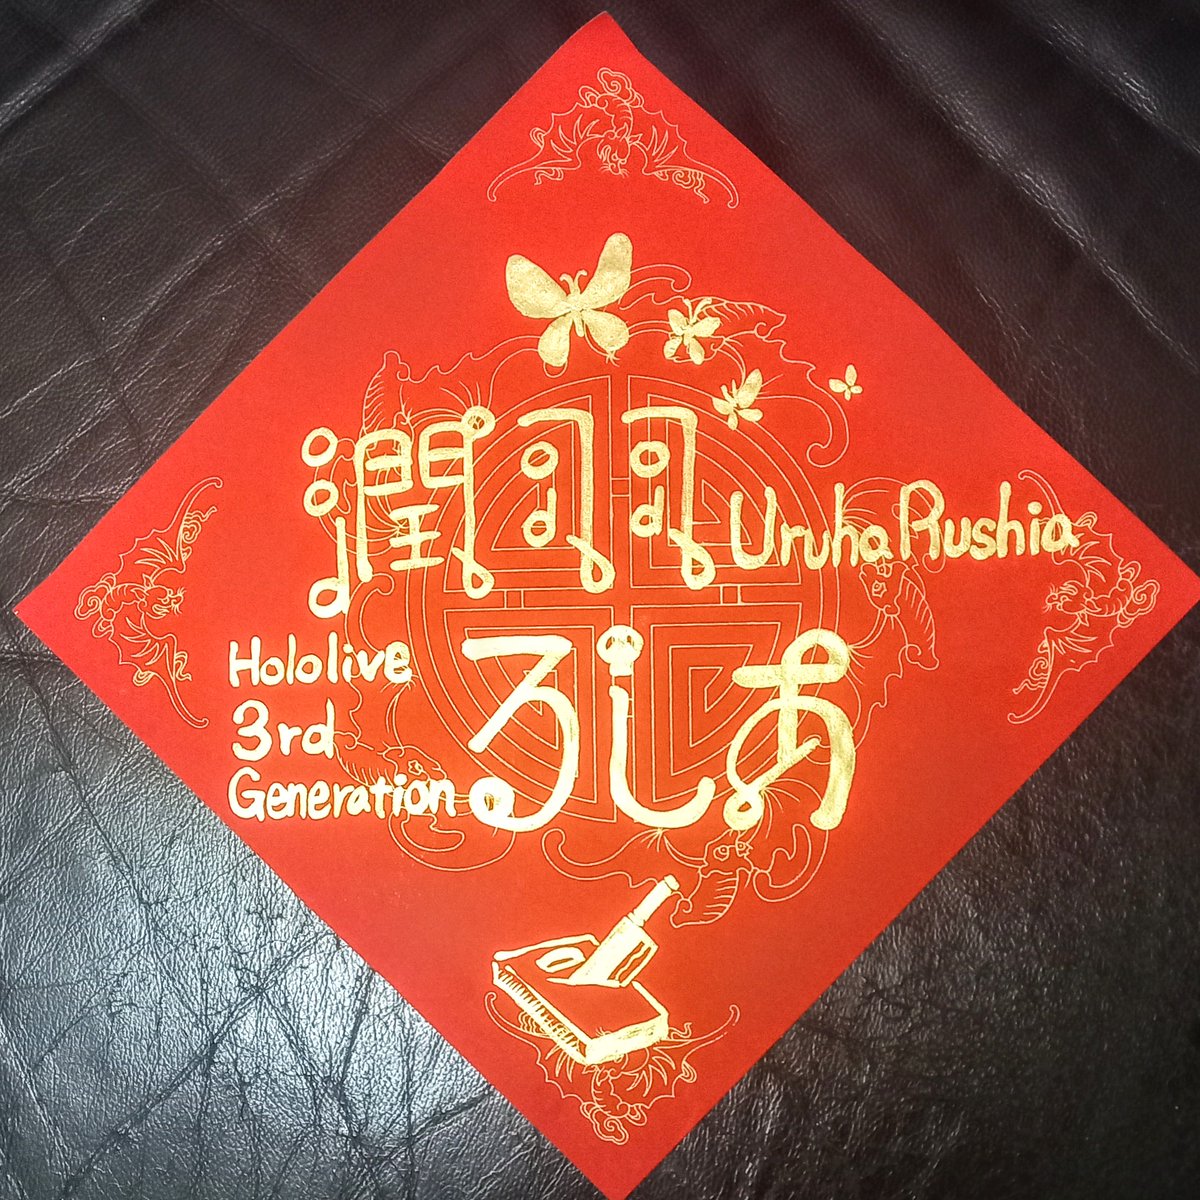 潤羽 Uruha Rushia
Hololive
3rd
Generation
るしあ